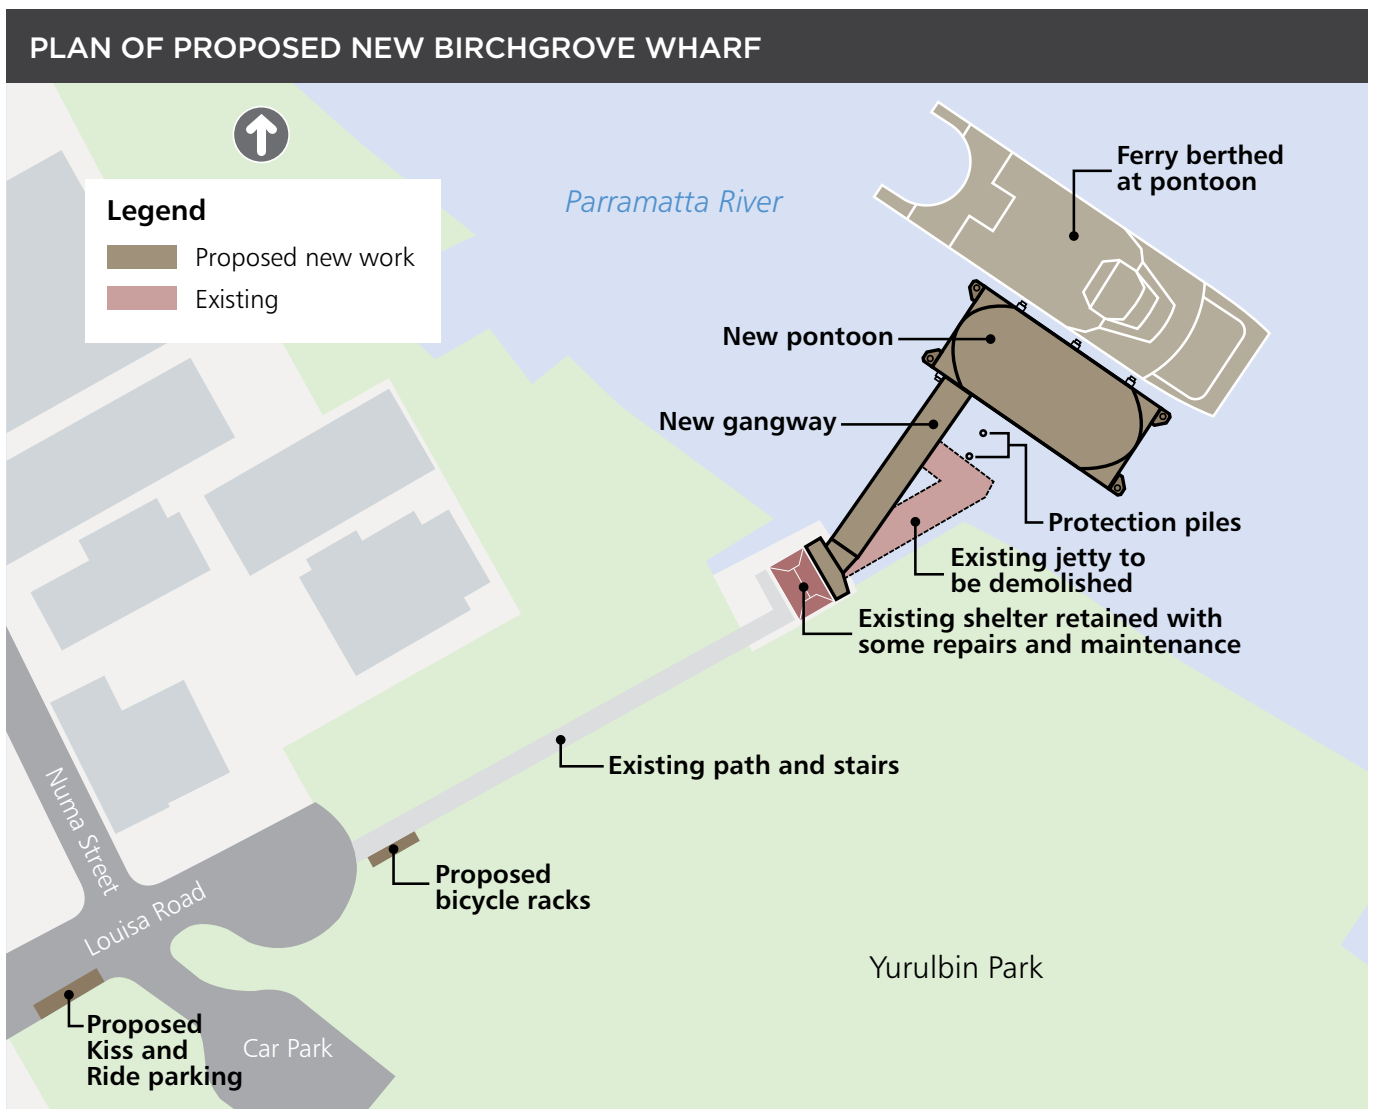 PLAN OF PROPOSED NEW BIRCHGROVE WHARF
Legend
Proposed new work
Existing
Parramatta River
Ferry berthed
at pontoon
New pontoon
New gangway
Protection piles
Existing jetty to
be demolished
Existing shelter retained with
some repairs and maintenance
Existing path and stairs
Numa Street
Louisa Road
Proposed
bicycle racks
Yurulbin Park
Proposed
Kiss and
Ride parking
Car Park